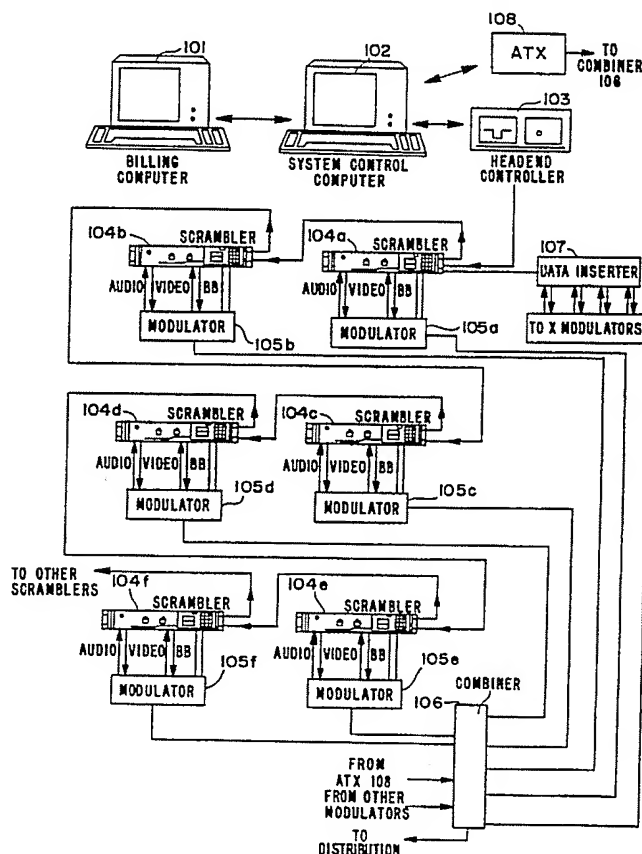 101
102
108
ATX
TO
COMBINER
106
103
BILLING
COMPUTER
SYSTEM CONTROL
COMPUTER
HEADEND
CONTROLLER
104b
SCRAMBLER
104a
SCRAMBLER
107
DATA INSERTER
AUDIO
VIDEO
BB
AUDIO
VIDEO
BB
MODULATOR
MODULATOR
TO X MODULATORS
105b
105a
104d
SCRAMBLER
104c
SCRAMBLER
AUDIO
VIDEO
BB
AUDIO
VIDEO
BB
MODULATOR
MODULATOR
105d
105c
TO OTHER
SCRAMBLERS
104f
SCRAMBLER
104e
SCRAMBLER
AUDIO
VIDEO
BB
AUDIO
VIDEO
BB
MODULATOR
MODULATOR
105f
105e
106
COMBINER
FROM
ATX 108
FROM OTHER
MODULATORS
TO
DISTRIBUTION